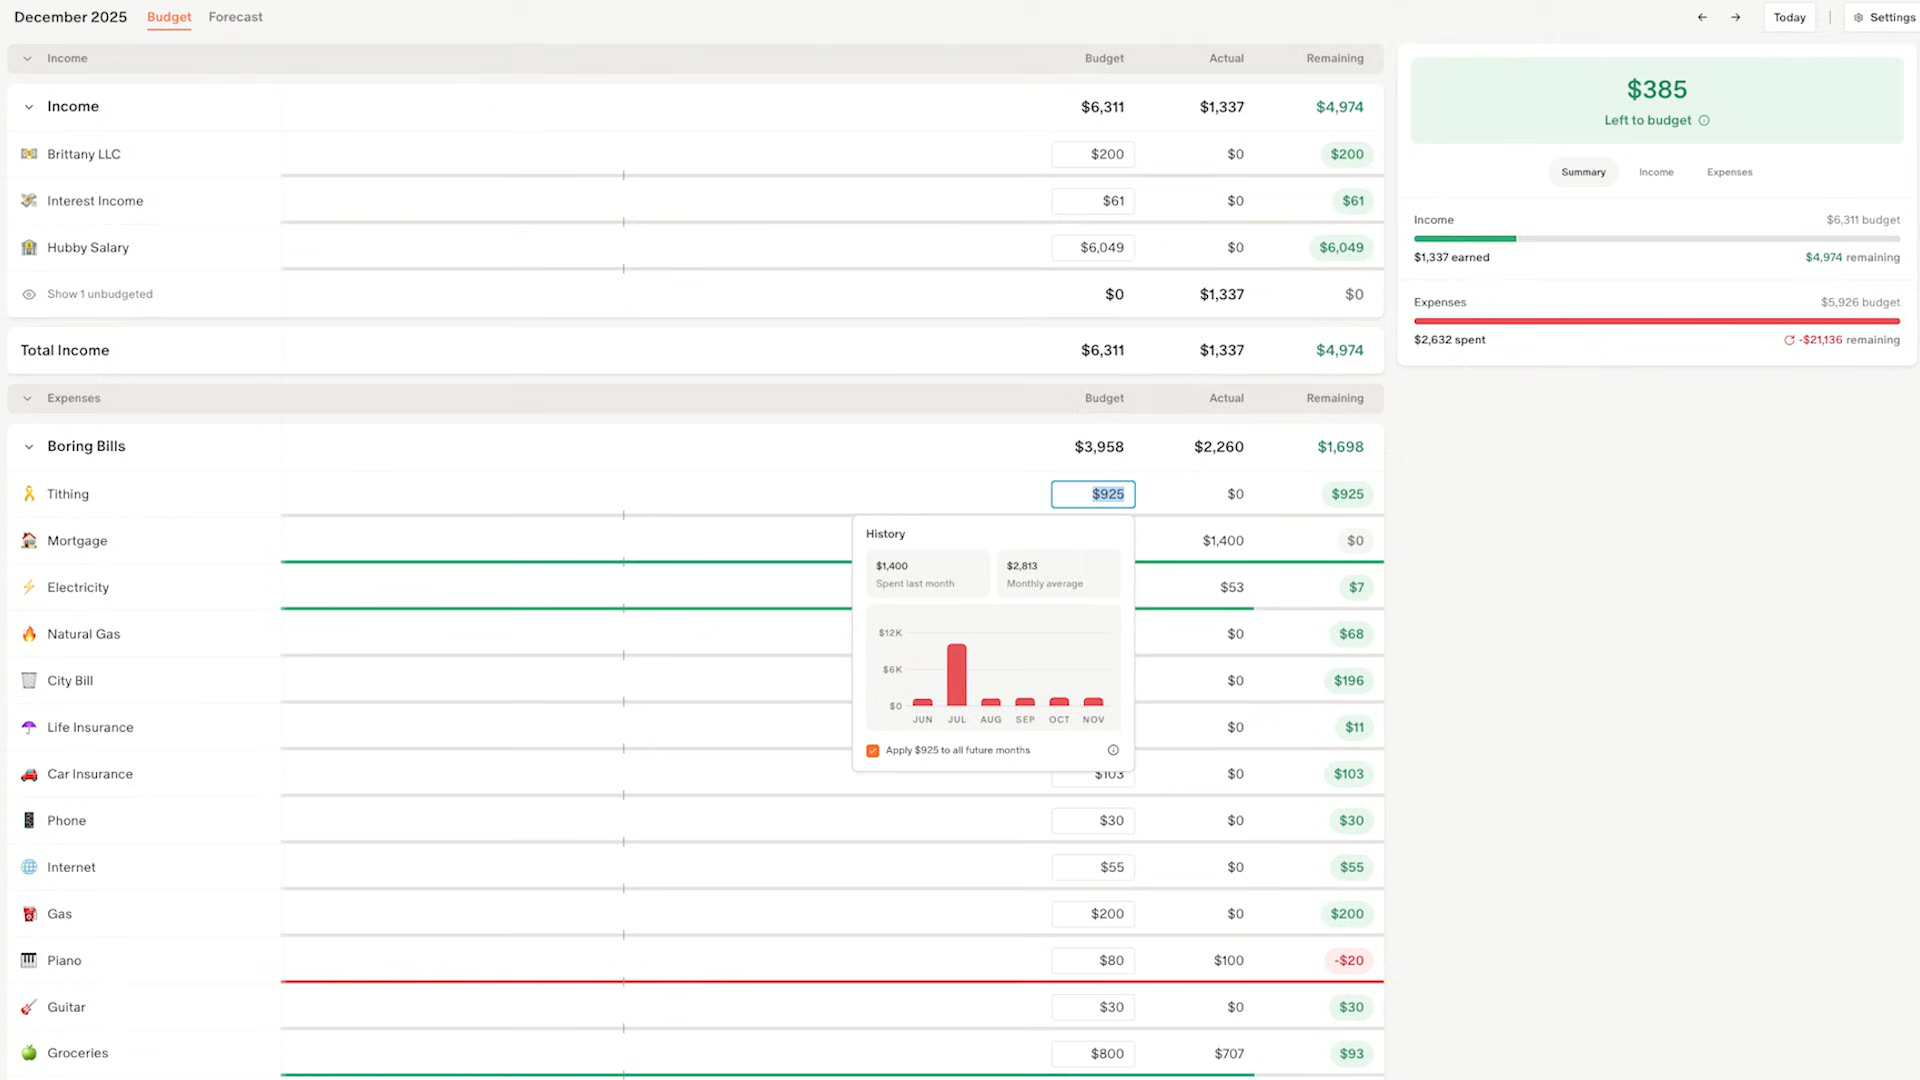 December 2025 Budget Forecast Today Settings
Income Budget Actual Remaining
Income $6,311 $1,337 $4,974
Brittany LLC $200 $0 $200
Interest Income $61 $0 $61
Hubby Salary $6,049 $0 $6,049
Show 1 unbudgeted $0 $1,337 $0
Total Income $6,311 $1,337 $4,974
Expenses Budget Actual Remaining
Boring Bills $3,958 $2,260 $1,698
Tithing $925 $0 $925
Mortgage $1,400 $0
Electricity $53 $7
Natural Gas $0 $68
City Bill $0 $196
Life Insurance $0 $11
Car Insurance $103 $0 $103
Phone $30 $0 $30
Internet $55 $0 $55
Gas $200 $0 $200
Piano $80 $100 -$20
Guitar $30 $0 $30
Groceries $800 $707 $93
History
$1,400 $2,813
Spent last month Monthly average
$12K
$6K
$0
JUN JUL AUG SEP OCT NOV
Apply $925 to all future months
$385
Left to budget
Summary Income Expenses
Income $6,311 budget
$1,337 earned $4,974 remaining
Expenses $5,926 budget
$2,632 spent -$21,136 remaining